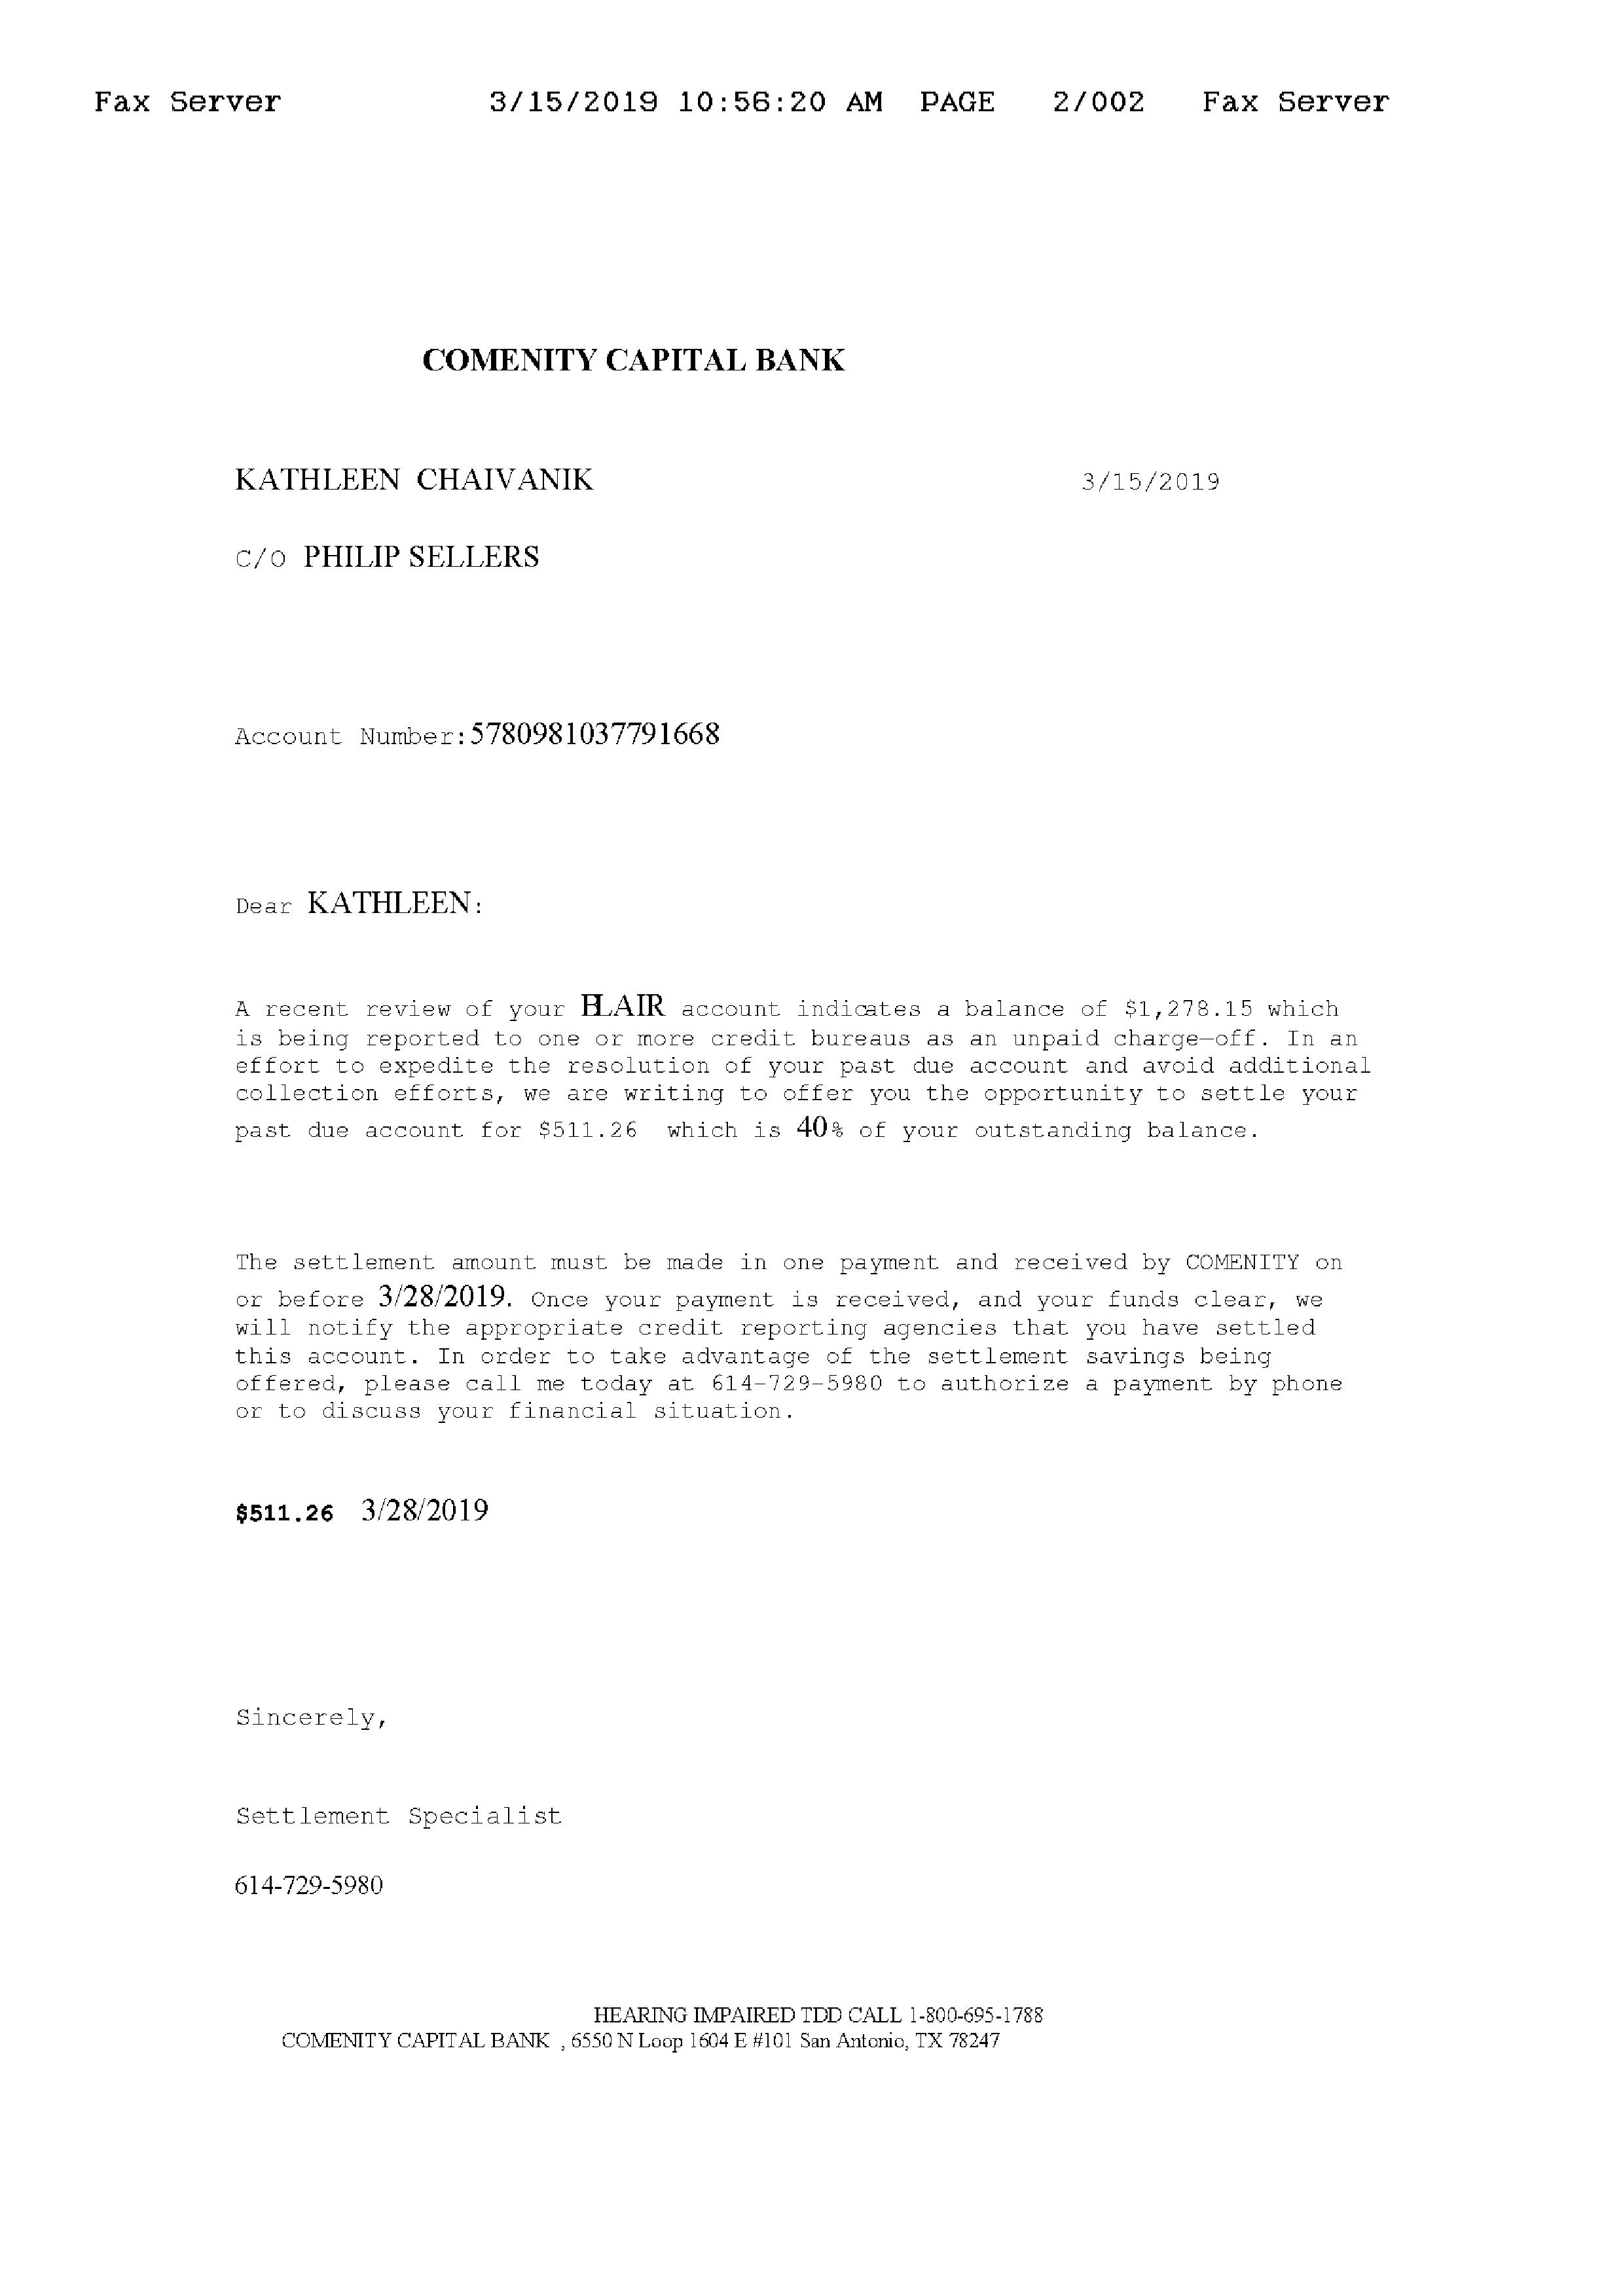 Fax Server 3/15/2019 10:56:20 AM PAGE 2/002 Fax Server
COMENITY CAPITAL BANK
KATHLEEN CHAIVANIK 3/15/2019
C/O PHILIP SELLERS
Account Number:5780981037791668
Dear KATHLEEN:
A recent review of your BLAIR account indicates a balance of $1,278.15 which
is being reported to one or more credit bureaus as an unpaid charge-off. In an
effort to expedite the resolution of your past due account and avoid additional
collection efforts, we are writing to offer you the opportunity to settle your
past due account for $511.26 which is 40% of your outstanding balance.
The settlement amount must be made in one payment and received by COMENITY on
or before 3/28/2019. Once your payment is received, and your funds clear, we
will notify the appropriate credit reporting agencies that you have settled
this account. In order to take advantage of the settlement savings being
offered, please call me today at 614-729-5980 to authorize a payment by phone
or to discuss your financial situation.
$511.26 3/28/2019
Sincerely,
Settlement Specialist
614-729-5980
HEARING IMPAIRED TDD CALL 1-800-695-1788
COMENITY CAPITAL BANK , 6550 N Loop 1604 E #101 San Antonio, TX 78247